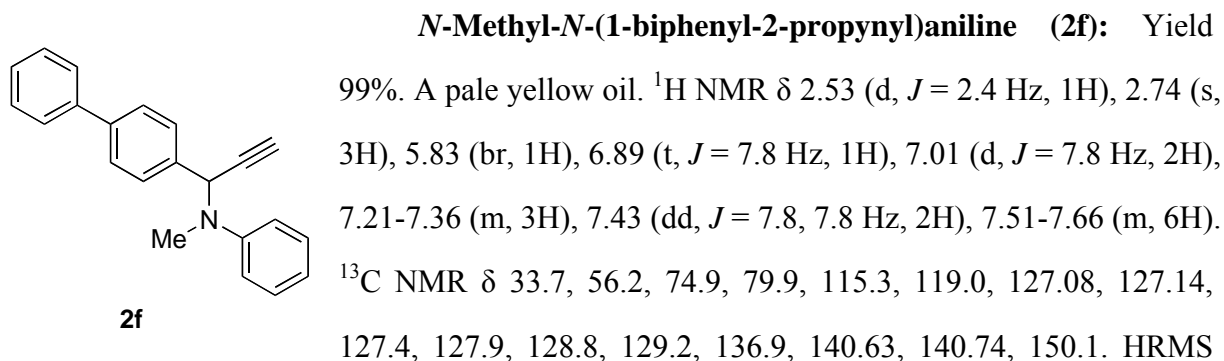 N-Methyl-N-(1-biphenyl-2-propynyl)aniline (2f): Yield
99%. A pale yellow oil. ¹H NMR δ 2.53 (d, J = 2.4 Hz, 1H), 2.74 (s,
3H), 5.83 (br, 1H), 6.89 (t, J = 7.8 Hz, 1H), 7.01 (d, J = 7.8 Hz, 2H),
7.21-7.36 (m, 3H), 7.43 (dd, J = 7.8, 7.8 Hz, 2H), 7.51-7.66 (m, 6H).
¹³C NMR δ 33.7, 56.2, 74.9, 79.9, 115.3, 119.0, 127.08, 127.14,
127.4, 127.9, 128.8, 129.2, 136.9, 140.63, 140.74, 150.1. HRMS
N
Me
2f